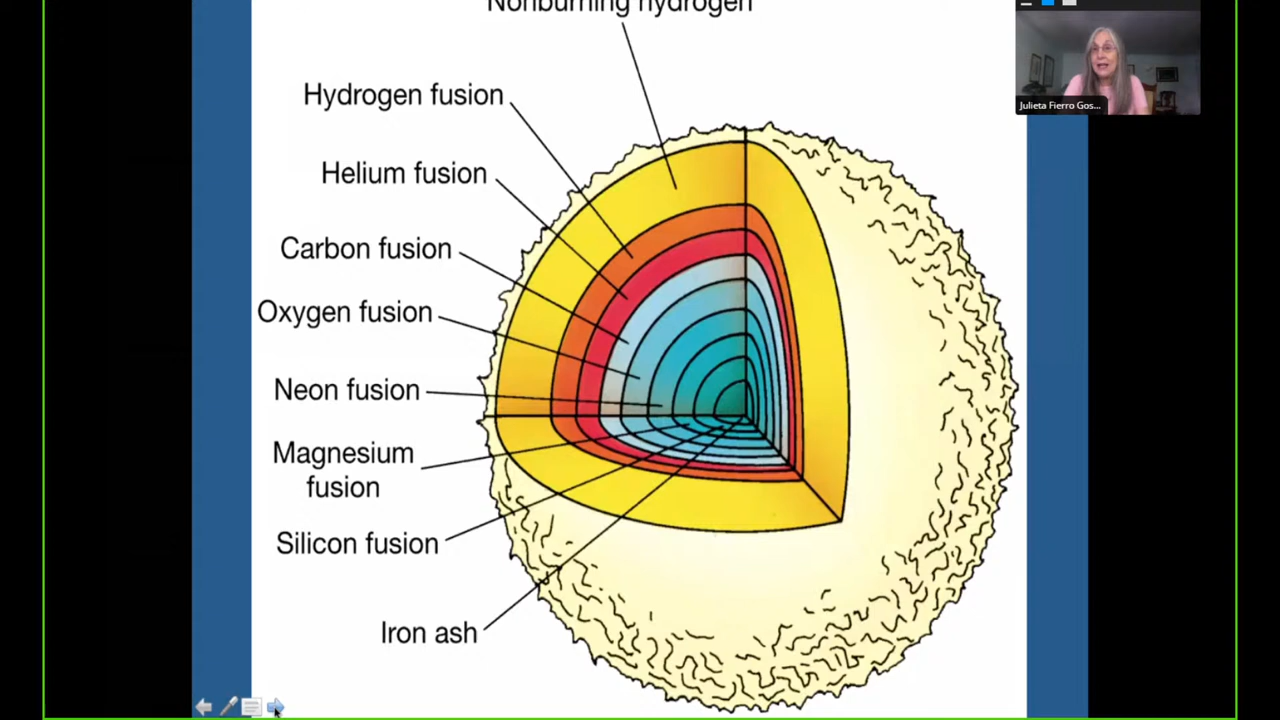 Nonburning hydrogen
Julieta Fierro Gos...
Hydrogen fusion
Helium fusion
Carbon fusion
Oxygen fusion
Neon fusion
Magnesium
fusion
Silicon fusion
Iron ash